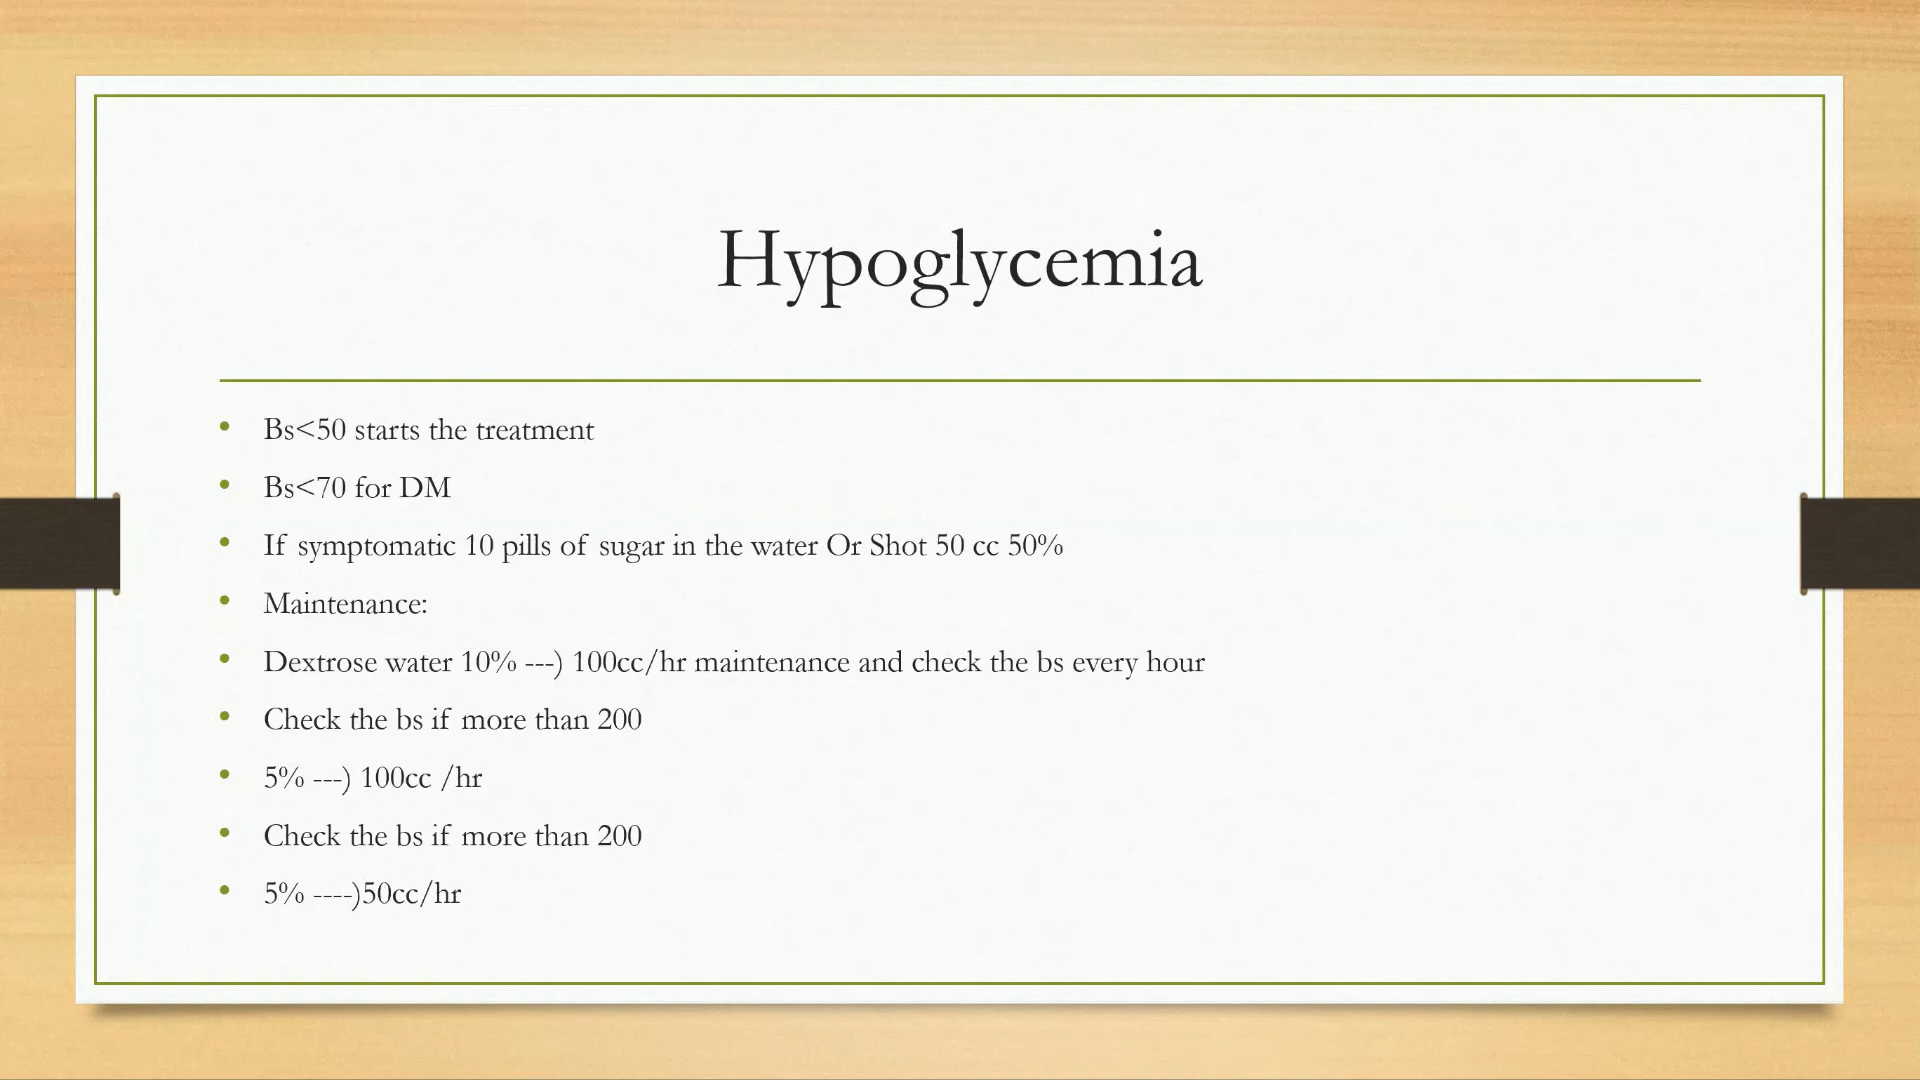 Hypoglycemia
• Bs<50 starts the treatment
• Bs<70 for DM
• If symptomatic 10 pills of sugar in the water Or Shot 50 cc 50%
• Maintenance:
• Dextrose water 10% ---) 100cc/hr maintenance and check the bs every hour
• Check the bs if more than 200
• 5% ---) 100cc /hr
• Check the bs if more than 200
• 5% ----)50cc/hr